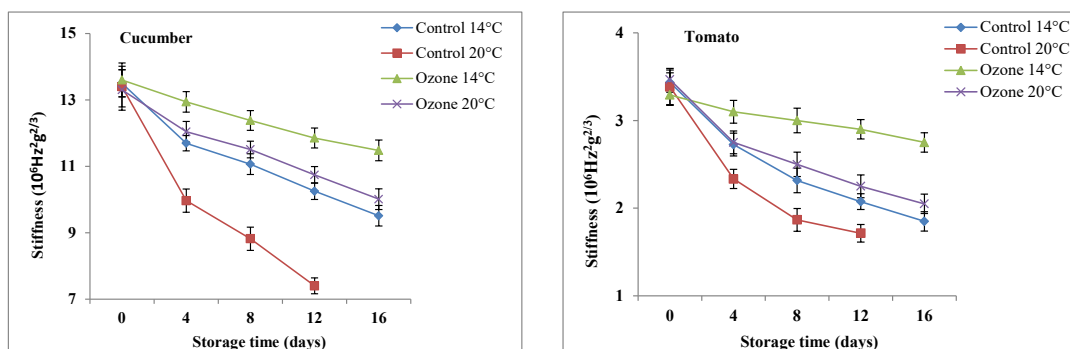 Cucumber
Control 14°C
Control 20°C
Ozone 14°C
Ozone 20°C
15
13
11
9
7
Stiffness (10⁶Hz²g²/³)
0 4 8 12 16
Storage time (days)
Tomato
Control 14°C
Control 20°C
Ozone 14°C
Ozone 20°C
4
3
2
1
Stiffness (10⁶Hz²g²/³)
0 4 8 12 16
Storage time (days)